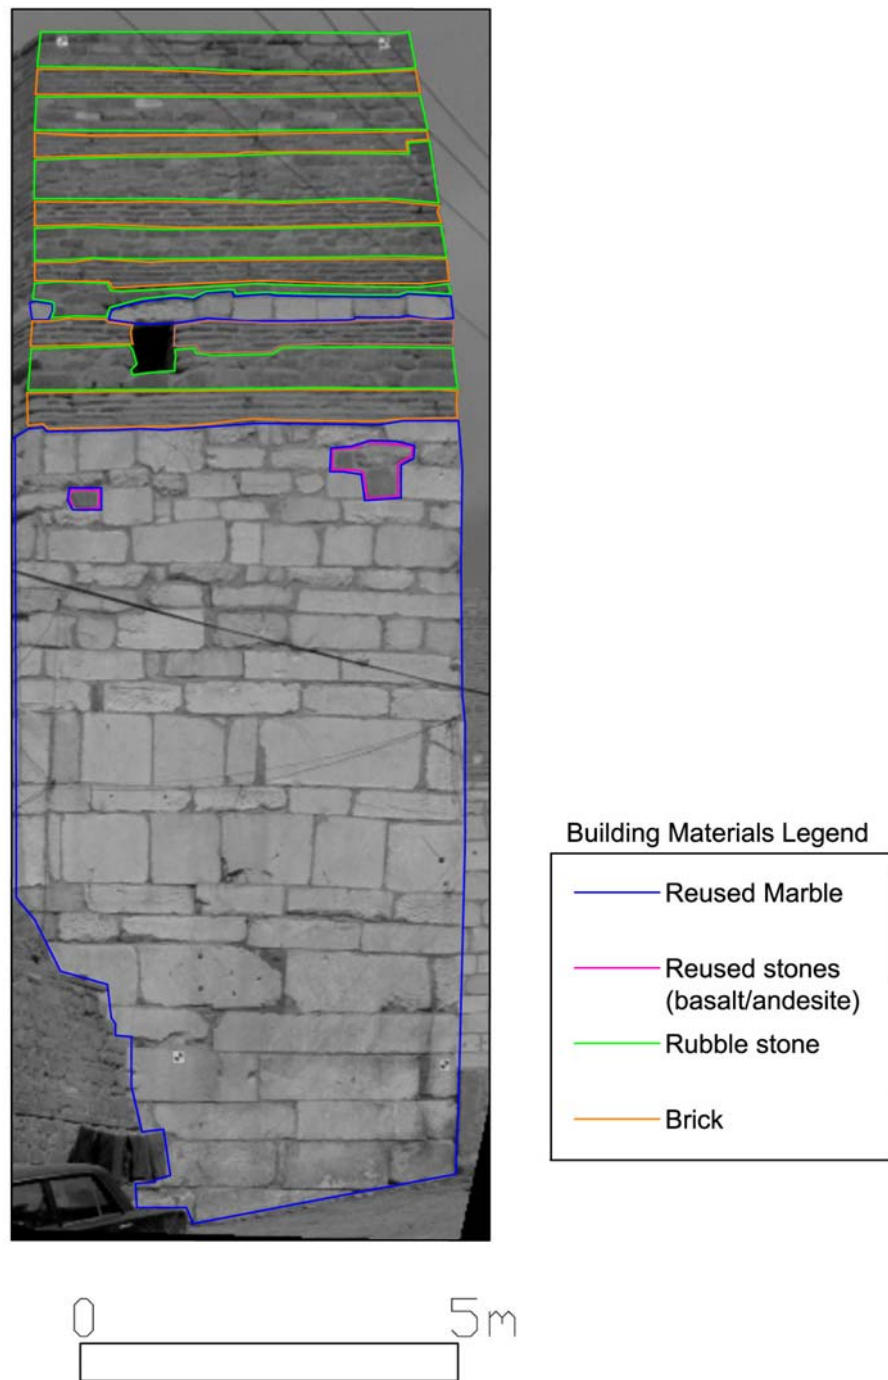 Building Materials Legend
Reused Marble
Reused stones
(basalt/andesite)
Rubble stone
Brick
0 5m